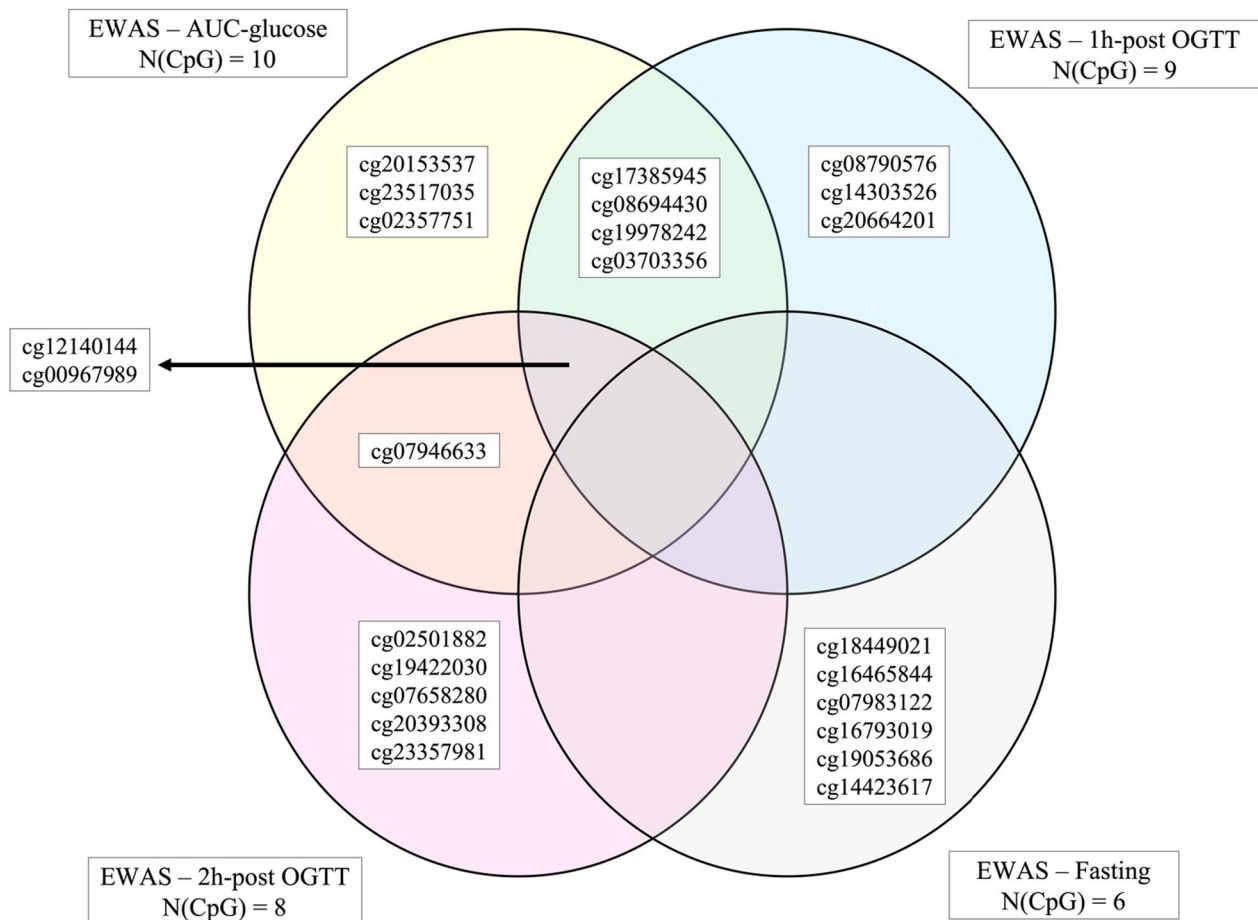 EWAS – AUC-glucose
N(CpG) = 10
EWAS – 1h-post OGTT
N(CpG) = 9
cg20153537
cg23517035
cg02357751
cg17385945
cg08694430
cg19978242
cg03703356
cg08790576
cg14303526
cg20664201
cg12140144
cg00967989
cg07946633
cg02501882
cg19422030
cg07658280
cg20393308
cg23357981
cg18449021
cg16465844
cg07983122
cg16793019
cg19053686
cg14423617
EWAS – 2h-post OGTT
N(CpG) = 8
EWAS – Fasting
N(CpG) = 6